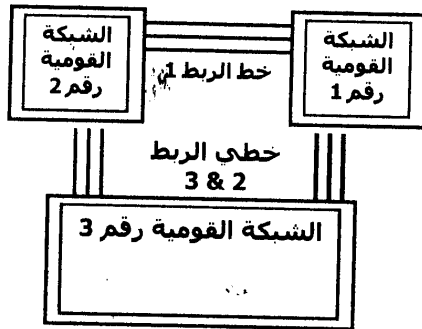 الشبكة
القومية
رقم 1
خط الربط 1
الشبكة
القومية
رقم 2
خطي الربط
2 & 3
الشبكة القومية رقم 3